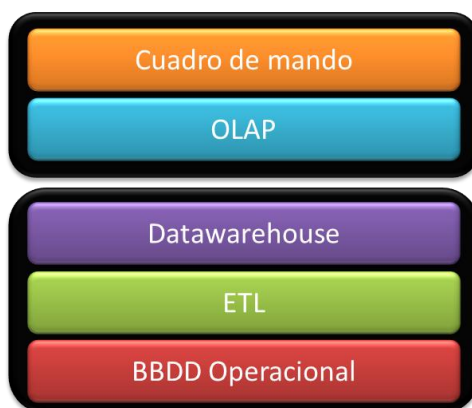 Cuadro de mando
OLAP
Datawarehouse
ETL
BBDD Operacional